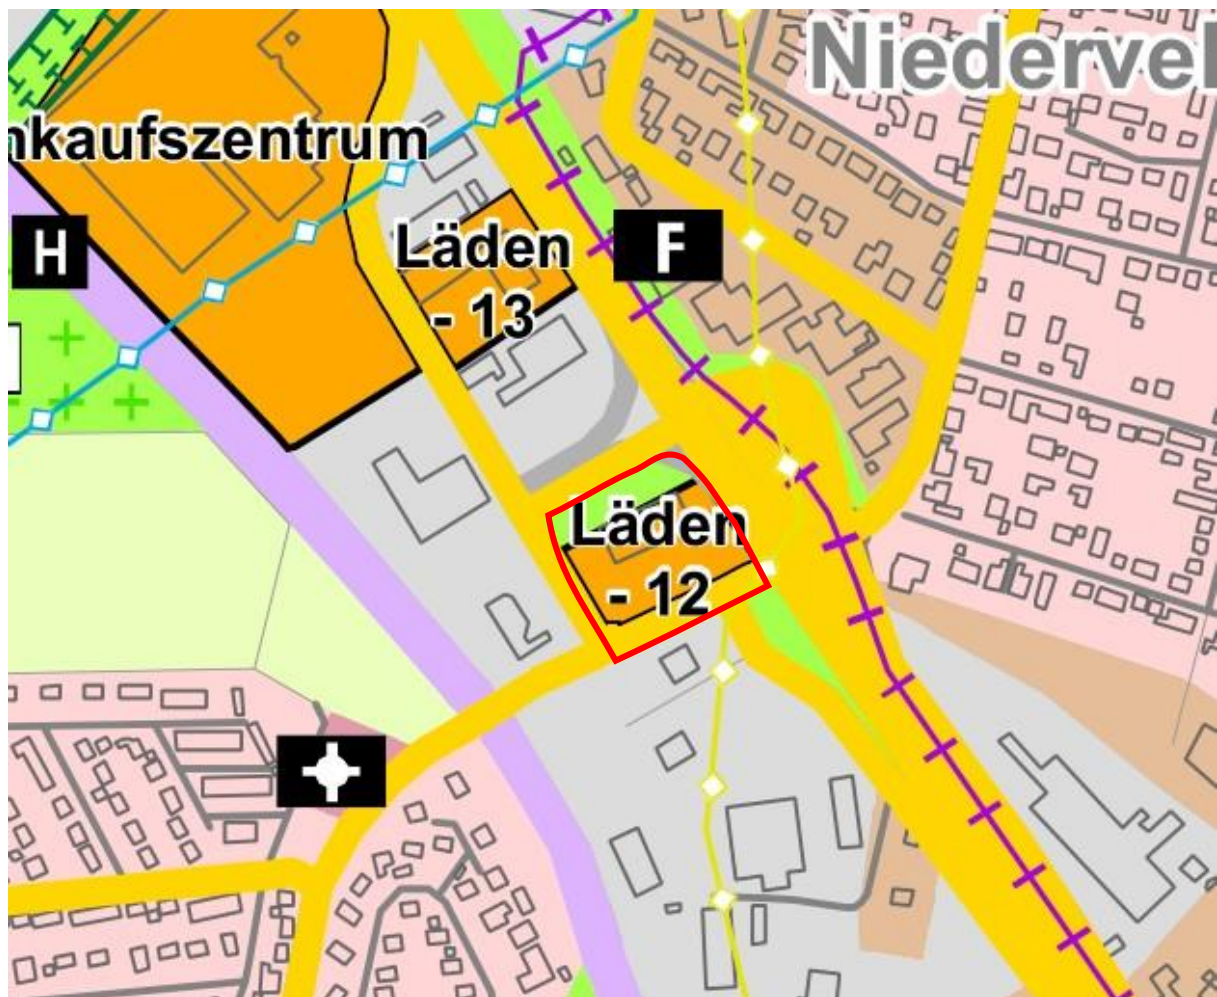 Niedervel
nkaufszentrum
H
Läden
- 13
F
Läden
- 12